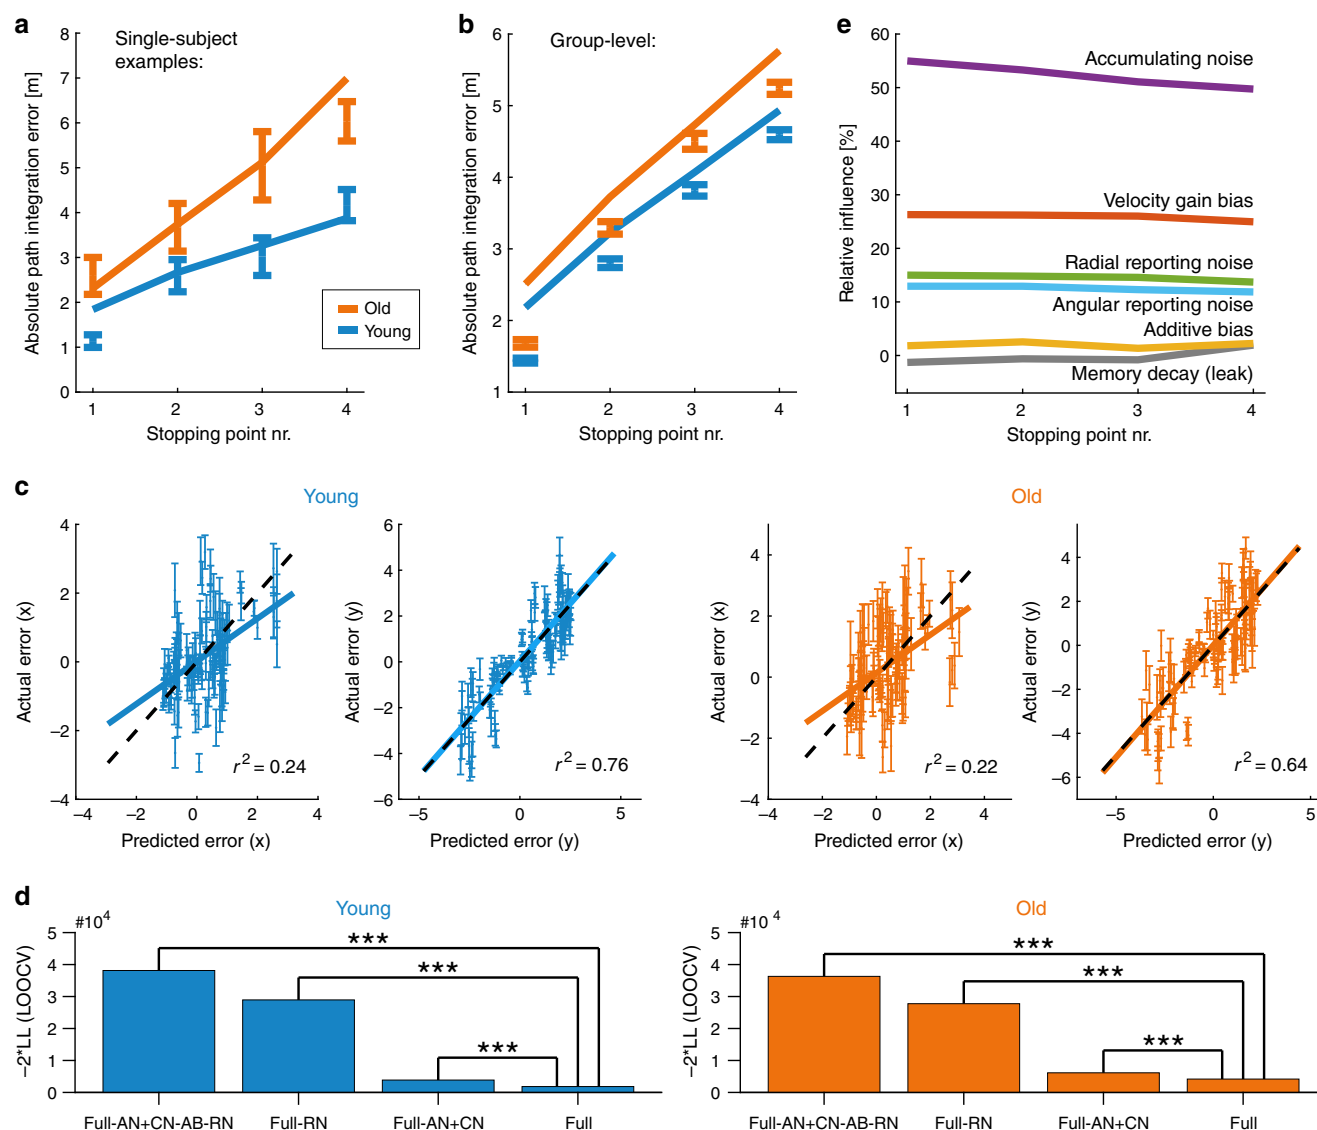 a
Single-subject
examples:
Absolute path integration error [m]
8
7
6
5
4
3
2
1
0
1 2 3 4
Stopping point nr.
Old
Young
b
Group-level:
Absolute path integration error [m]
6
5
4
3
2
1
1 2 3 4
Stopping point nr.
e
Relative influence [%]
60
50
40
30
20
10
0
Accumulating noise
Velocity gain bias
Radial reporting noise
Angular reporting noise
Additive bias
Memory decay (leak)
1 2 3 4
Stopping point nr.
c
Young
Actual error (x)
4
2
0
−2
−4
r² = 0.24
−4 −2 0 2 4
Predicted error (x)
Actual error (y)
6
4
2
0
−2
−4
−6
r² = 0.76
−5 0 5
Predicted error (y)
Old
Actual error (x)
4
2
0
−2
−4
r² = 0.22
−4 −2 0 2 4
Predicted error (x)
Actual error (y)
4
2
0
−2
−4
−6
r² = 0.64
−5 0 5
Predicted error (y)
d
Young
#10⁴
−2*LL (LOOCV)
5
4
3
2
1
0
***
***
***
Full-AN+CN-AB-RN Full-RN Full-AN+CN Full
Old
#10⁴
−2*LL (LOOCV)
5
4
3
2
1
0
***
***
***
Full-AN+CN-AB-RN Full-RN Full-AN+CN Full